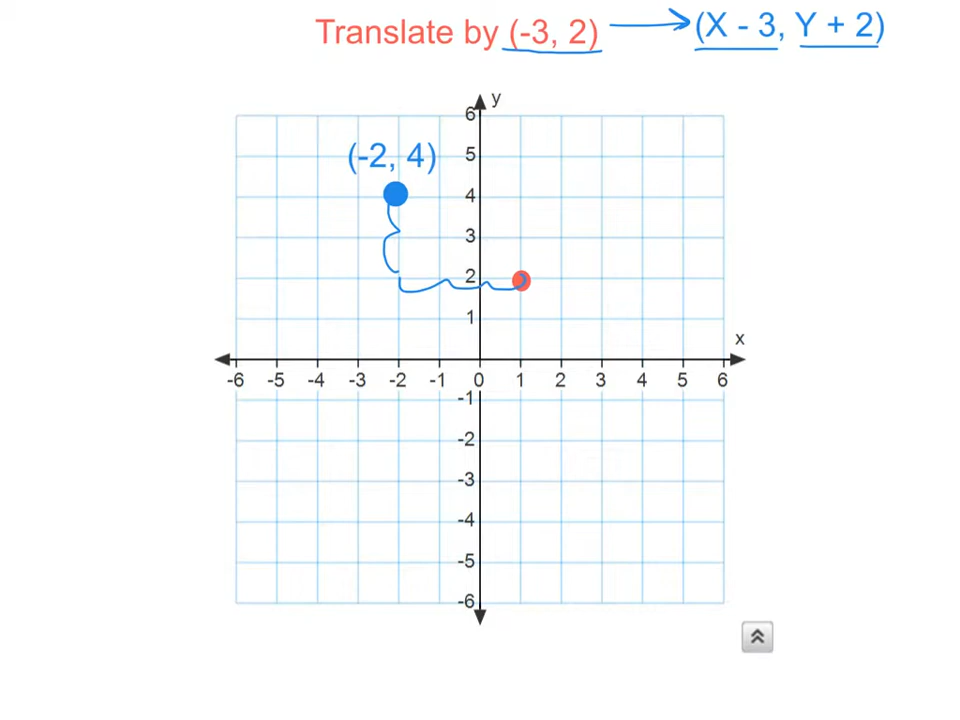 Translate by (-3, 2) (X - 3, Y + 2)
y
6
(-2, 4) 5
4
3
2
1
x
-6 -5 -4 -3 -2 -1 0 1 2 3 4 5 6
-1
-2
-3
-4
-5
-6